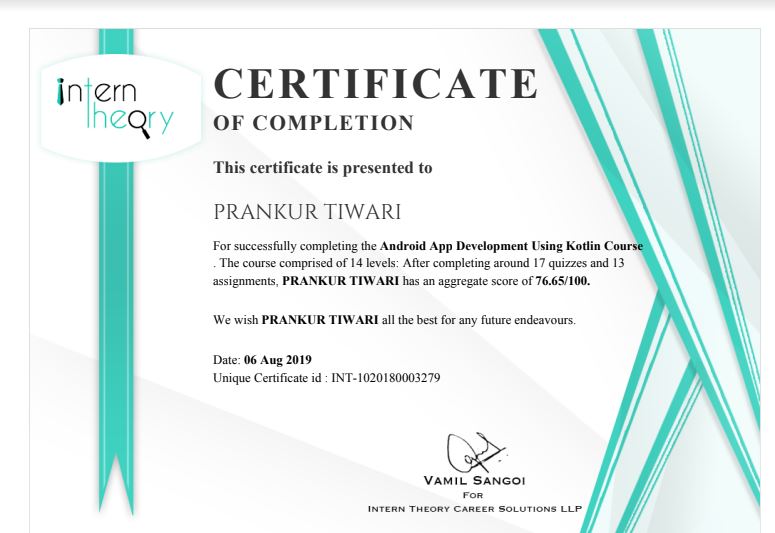 intern
theory
CERTIFICATE
OF COMPLETION
This certificate is presented to
PRANKUR TIWARI
For successfully completing the Android App Development Using Kotlin Course
. The course comprised of 14 levels: After completing around 17 quizzes and 13
assignments, PRANKUR TIWARI has an aggregate score of 76.65/100.
We wish PRANKUR TIWARI all the best for any future endeavours.
Date: 06 Aug 2019
Unique Certificate id : INT-1020180003279
VAMIL SANGOI
FOR
INTERN THEORY CAREER SOLUTIONS LLP